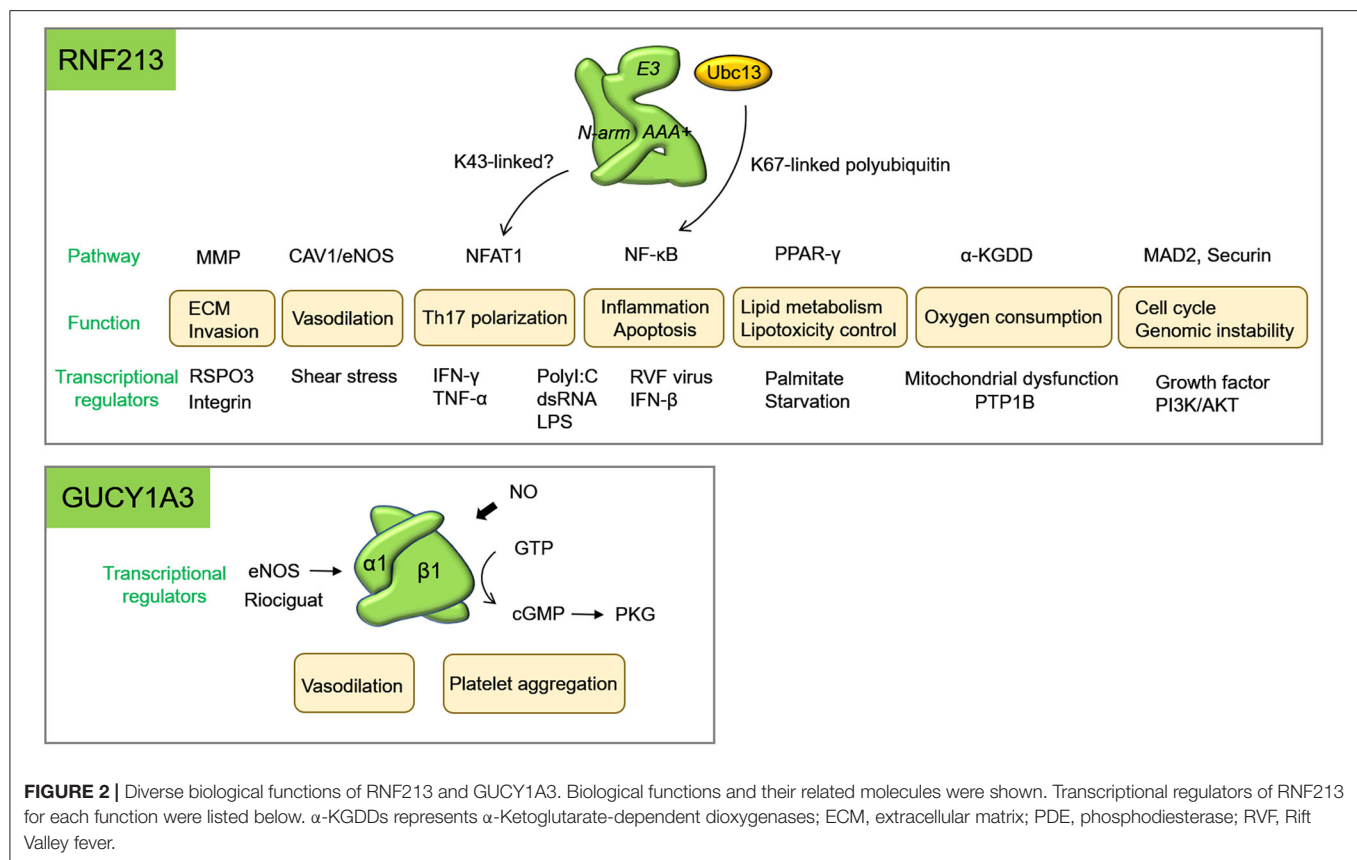 RNF213
E3
Ubc13
N-arm AAA+
K43-linked?
K67-linked polyubiquitin
Pathway MMP CAV1/eNOS NFAT1 NF-κB PPAR-γ α-KGDD MAD2, Securin
Function
ECM
Invasion
Vasodilation
Th17 polarization
Inflammation
Apoptosis
Lipid metabolism
Lipotoxicity control
Oxygen consumption
Cell cycle
Genomic instability
Transcriptional
regulators
RSPO3
Integrin
Shear stress
IFN-γ
TNF-α
PolyI:C
dsRNA
LPS
RVF virus
IFN-β
Palmitate
Starvation
Mitochondrial dysfunction
PTP1B
Growth factor
PI3K/AKT
GUCY1A3
NO
GTP
α1
β1
Transcriptional
regulators
eNOS
Riociguat
cGMP
PKG
Vasodilation
Platelet aggregation
FIGURE 2 | Diverse biological functions of RNF213 and GUCY1A3. Biological functions and their related molecules were shown. Transcriptional regulators of RNF213
for each function were listed below. α-KGDDs represents α-Ketoglutarate-dependent dioxygenases; ECM, extracellular matrix; PDE, phosphodiesterase; RVF, Rift
Valley fever.